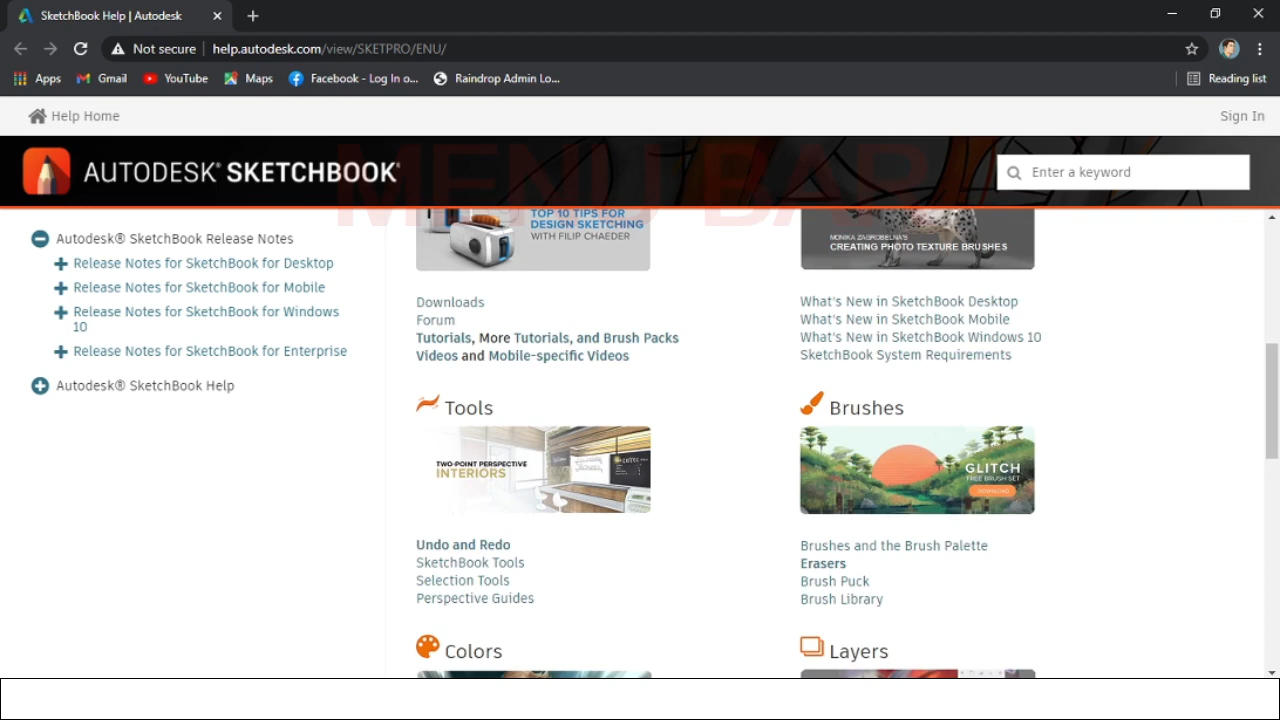 SketchBook Help | Autodesk
Not secure
help.autodesk.com/view/SKETPRO/ENU/
Apps
Gmail
YouTube
Maps
Facebook - Log In o...
Raindrop Admin Lo...
Reading list
Help Home
Sign In
AUTODESK® SKETCHBOOK®
MENU BAR
Enter a keyword
Autodesk® SketchBook Release Notes
Release Notes for SketchBook for Desktop
Release Notes for SketchBook for Mobile
Release Notes for SketchBook for Windows
10
Release Notes for SketchBook for Enterprise
Autodesk® SketchBook Help
TOP 10 TIPS FOR
DESIGN SKETCHING
WITH FILIP CHAEDER
Downloads
Forum
Tutorials, More Tutorials, and Brush Packs
Videos and Mobile-specific Videos
MONIKA ZAGROBELNA'S
CREATING PHOTO TEXTURE BRUSHES
What's New in SketchBook Desktop
What's New in SketchBook Mobile
What's New in SketchBook Windows 10
SketchBook System Requirements
Tools
TWO-POINT PERSPECTIVE
INTERIORS
Undo and Redo
SketchBook Tools
Selection Tools
Perspective Guides
Brushes
GLITCH
FREE BRUSH SET
DOWNLOAD
Brushes and the Brush Palette
Erasers
Brush Puck
Brush Library
Colors
Layers